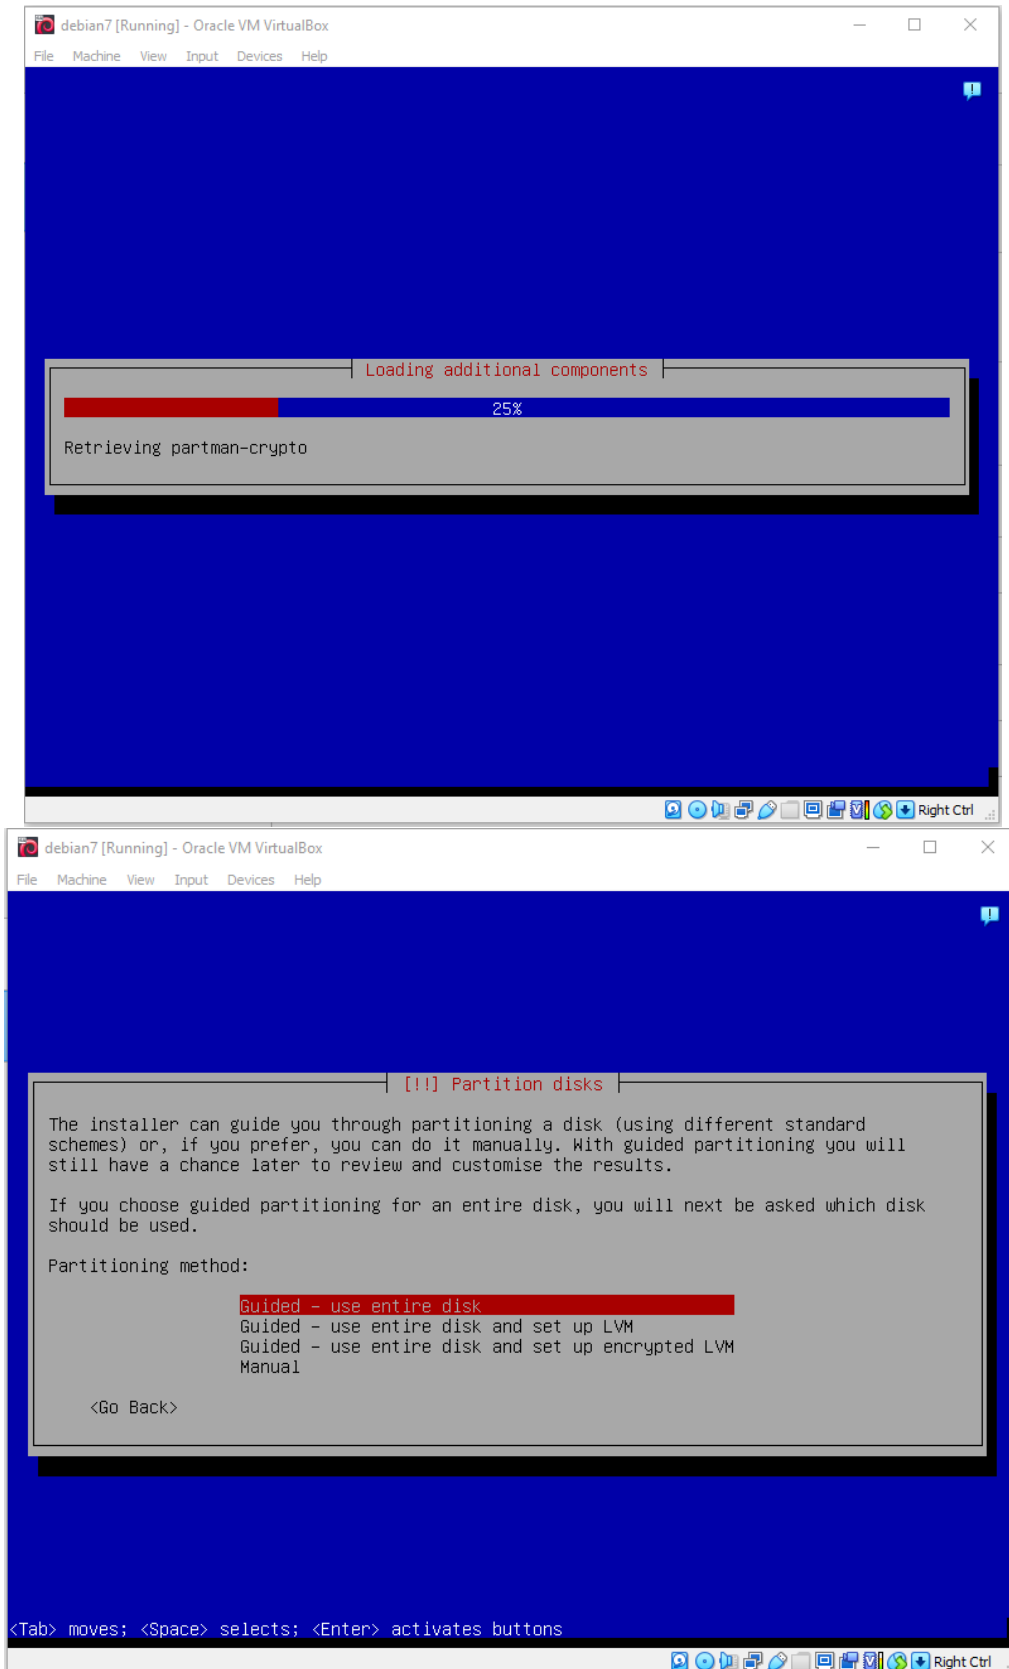 debian7 [Running] - Oracle VM VirtualBox
File Machine View Input Devices Help
Loading additional components
25%
Retrieving partman-crypto
Right Ctrl
debian7 [Running] - Oracle VM VirtualBox
File Machine View Input Devices Help
[!!] Partition disks
The installer can guide you through partitioning a disk (using different standard
schemes) or, if you prefer, you can do it manually. With guided partitioning you will
still have a chance later to review and customise the results.
If you choose guided partitioning for an entire disk, you will next be asked which disk
should be used.
Partitioning method:
Guided - use entire disk
Guided - use entire disk and set up LVM
Guided - use entire disk and set up encrypted LVM
Manual
<Go Back>
<Tab> moves; <Space> selects; <Enter> activates buttons
Right Ctrl